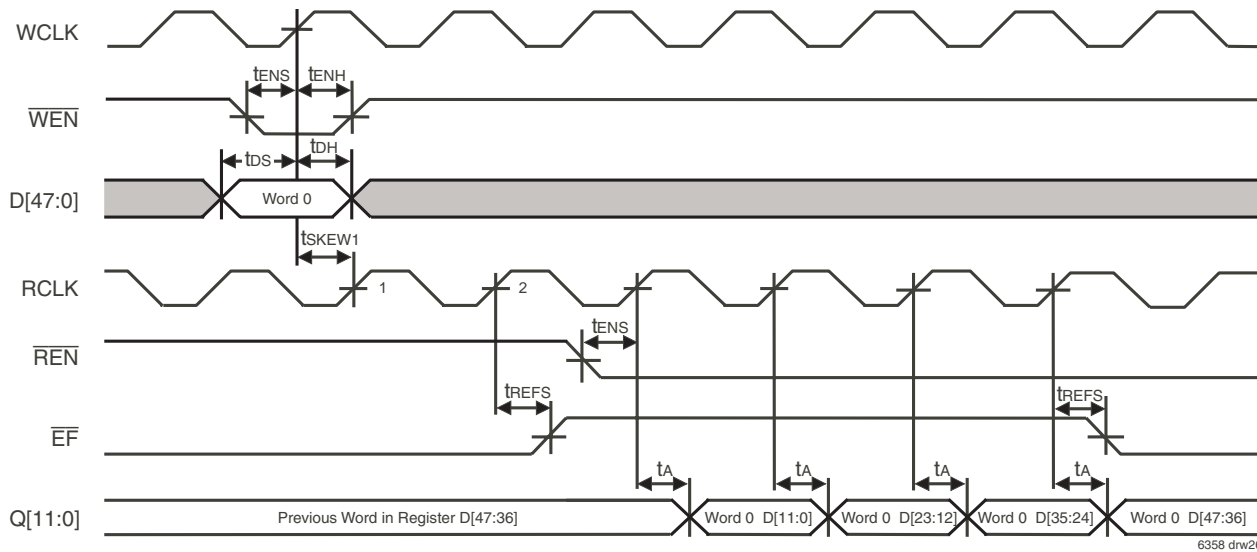 WCLK
tENS tENH
WEN
tDS tDH
D[47:0] Word 0
tSKEW1
RCLK 1 2
tENS
REN
tREFS tREFS
EF
tA tA tA tA
Q[11:0] Previous Word in Register D[47:36] Word 0 D[11:0] Word 0 D[23:12] Word 0 D[35:24] Word 0 D[47:36]
6358 drw2